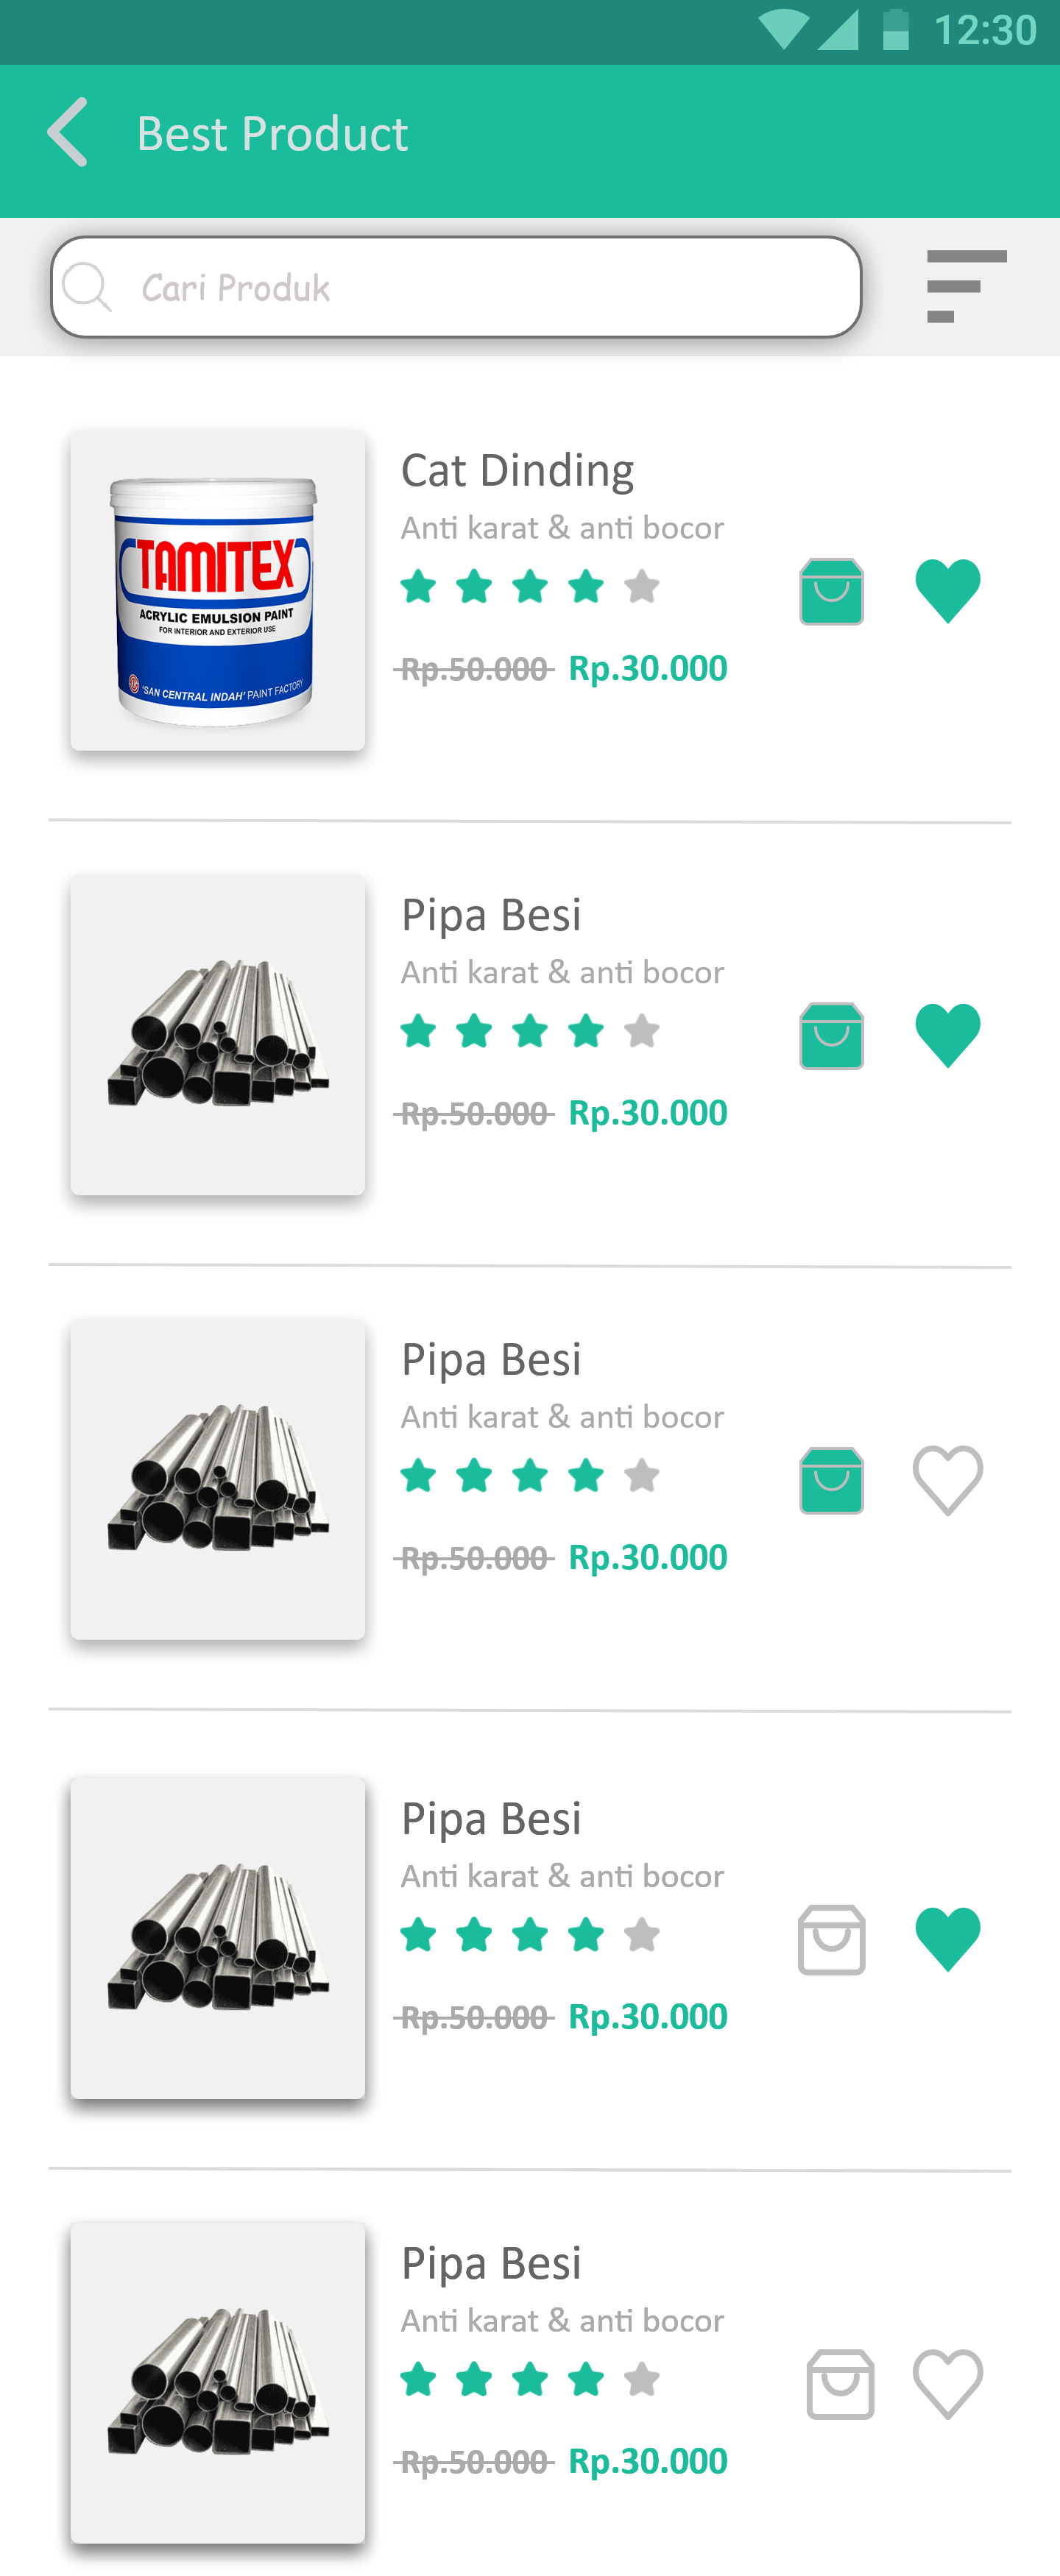 12:30
Best Product
Cari Produk
Cat Dinding
Anti karat & anti bocor
TAMITEX
ACRYLIC EMULSION PAINT
FOR INTERIOR AND EXTERIOR USE
'SAN CENTRAL INDAH' PAINT FACTORY
Rp.50.000 Rp.30.000
Pipa Besi
Anti karat & anti bocor
Rp.50.000 Rp.30.000
Pipa Besi
Anti karat & anti bocor
Rp.50.000 Rp.30.000
Pipa Besi
Anti karat & anti bocor
Rp.50.000 Rp.30.000
Pipa Besi
Anti karat & anti bocor
Rp.50.000 Rp.30.000